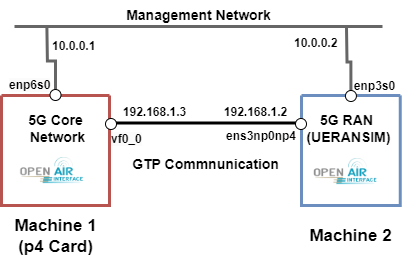 Management Network
10.0.0.1
10.0.0.2
enp6s0
enp3s0
5G Core
Network
192.168.1.3
192.168.1.2
5G RAN
(UERANSIM)
vf0_0
ens3np0np4
GTP Commnunication
OPEN AIR
INTERFACE
OPEN AIR
INTERFACE
Machine 1
(p4 Card)
Machine 2